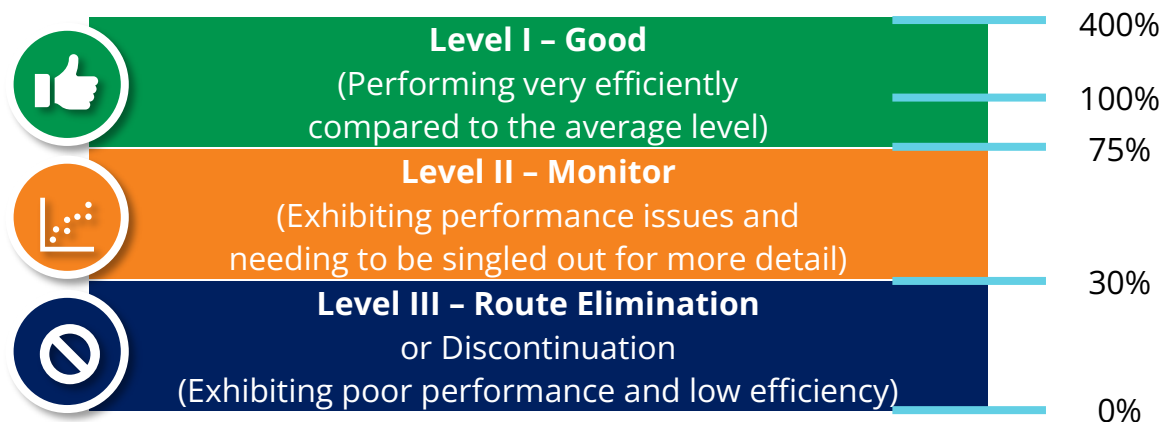 Level I – Good
(Performing very efficiently
compared to the average level)
Level II – Monitor
(Exhibiting performance issues and
needing to be singled out for more detail)
Level III – Route Elimination
or Discontinuation
(Exhibiting poor performance and low efficiency)
400%
100%
75%
30%
0%